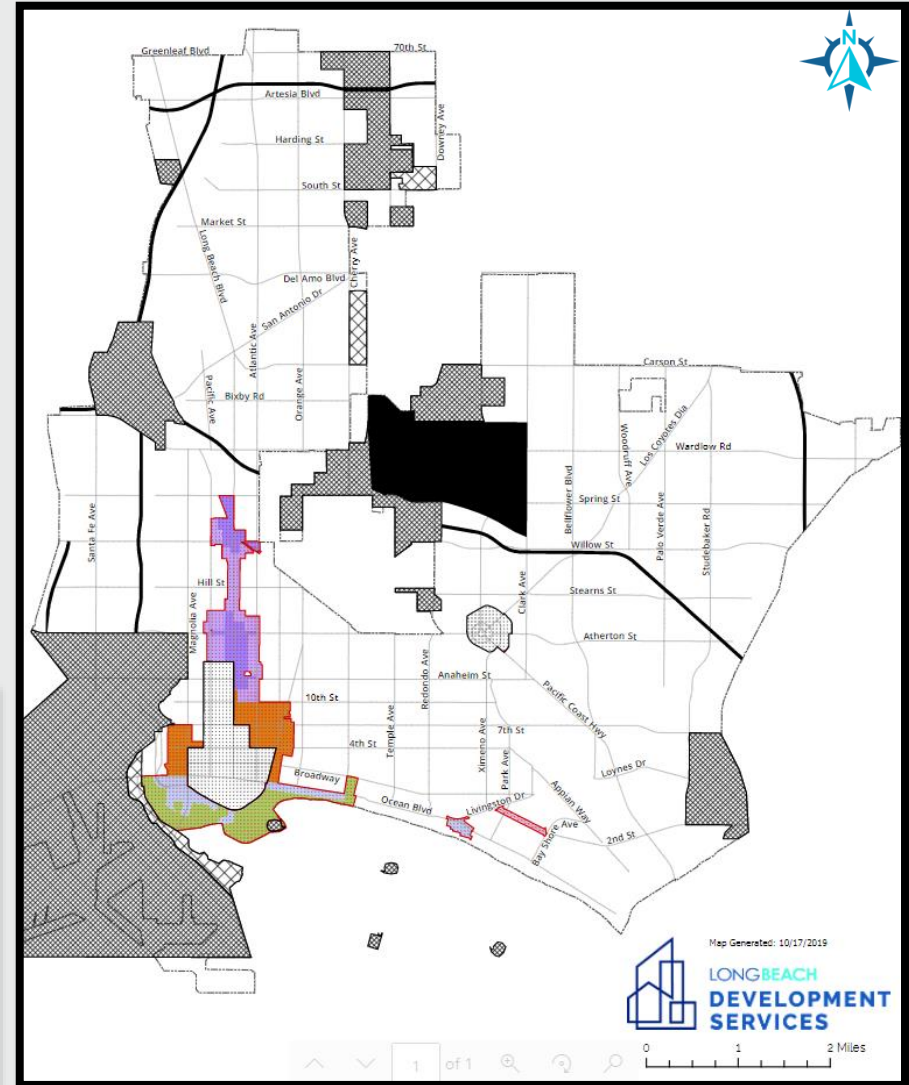 N
Greenleaf Blvd
70th St
Artesia Blvd
Downey Ave
Harding St
South St
Market St
Long Beach Blvd
Cherry Ave
Del Amo Blvd
San Antonio Dr
Atlantic Ave
Carson St
Pacific Ave
Orange Ave
Bixby Rd
Los Coyotes Dia
Woodruff Ave
Wardlow Rd
Bellflower Blvd
Spring St
Palo Verde Ave
Studebaker Rd
Santa Fe Ave
Willow St
Hill St
Clark Ave
Stearns St
Magnolia Ave
Atherton St
Redondo Ave
Anaheim St
Pacific Coast Hwy
10th St
Temple Ave
Ximeno Ave
7th St
4th St
Park Ave
Broadway
Loynes Dr
Appian Way
Ocean Blvd
Livingston Dr
Bay Shore Ave
2nd St
Map Generated: 10/17/2019
LONGBEACH
DEVELOPMENT
SERVICES
0 1 2 Miles
1 of 1